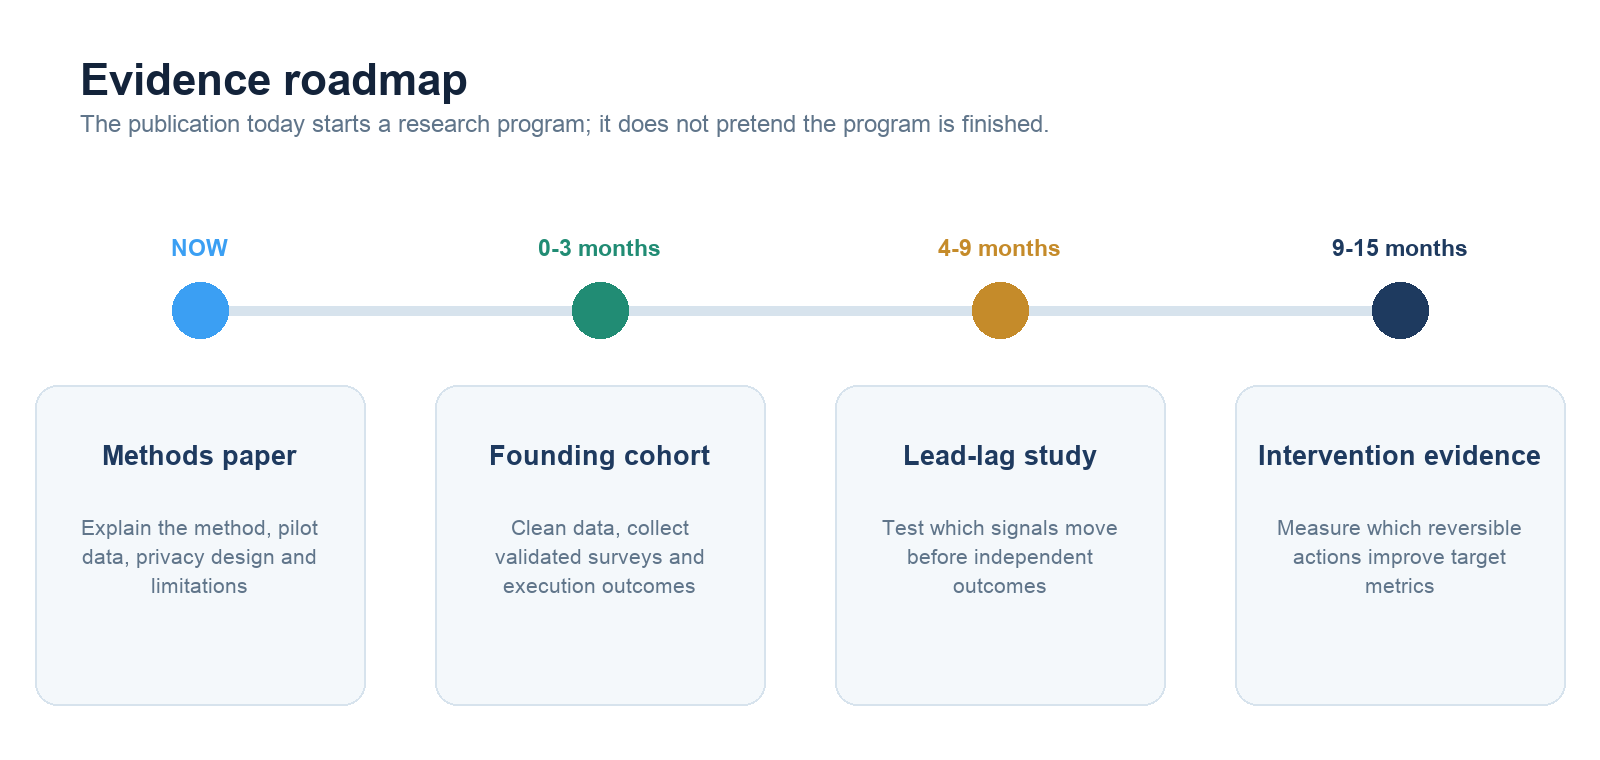 Evidence roadmap
The publication today starts a research program; it does not pretend the program is finished.
NOW
0-3 months
4-9 months
9-15 months
Methods paper
Explain the method, pilot
data, privacy design and
limitations
Founding cohort
Clean data, collect
validated surveys and
execution outcomes
Lead-lag study
Test which signals move
before independent
outcomes
Intervention evidence
Measure which reversible
actions improve target
metrics